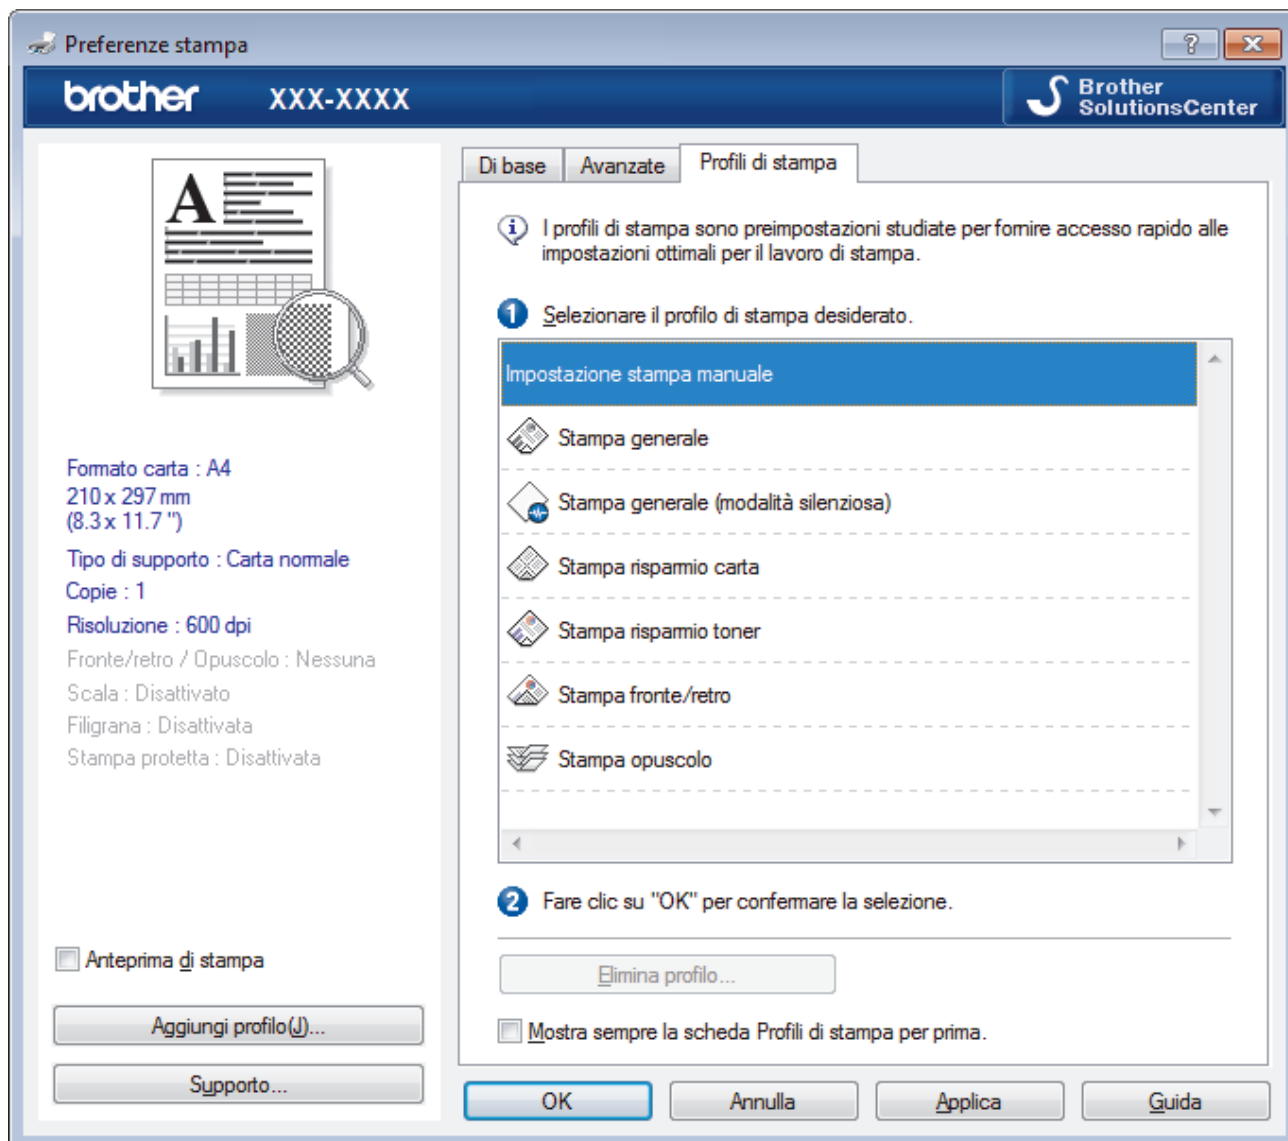 Preferenze stampa
brother XXX-XXXX
Brother
SolutionsCenter
A
Formato carta : A4
210 x 297 mm
(8.3 x 11.7 ")
Tipo di supporto : Carta normale
Copie : 1
Risoluzione : 600 dpi
Fronte/retro / Opuscolo : Nessuna
Scala : Disattivato
Filigrana : Disattivata
Stampa protetta : Disattivata
Anteprima di stampa
Aggiungi profilo(J)...
Supporto...
Di base Avanzate Profili di stampa
I profili di stampa sono preimpostazioni studiate per fornire accesso rapido alle
impostazioni ottimali per il lavoro di stampa.
1 Selezionare il profilo di stampa desiderato.
Impostazione stampa manuale
Stampa generale
Stampa generale (modalità silenziosa)
Stampa risparmio carta
Stampa risparmio toner
Stampa fronte/retro
Stampa opuscolo
2 Fare clic su "OK" per confermare la selezione.
Elimina profilo...
Mostra sempre la scheda Profili di stampa per prima.
OK Annulla Applica Guida